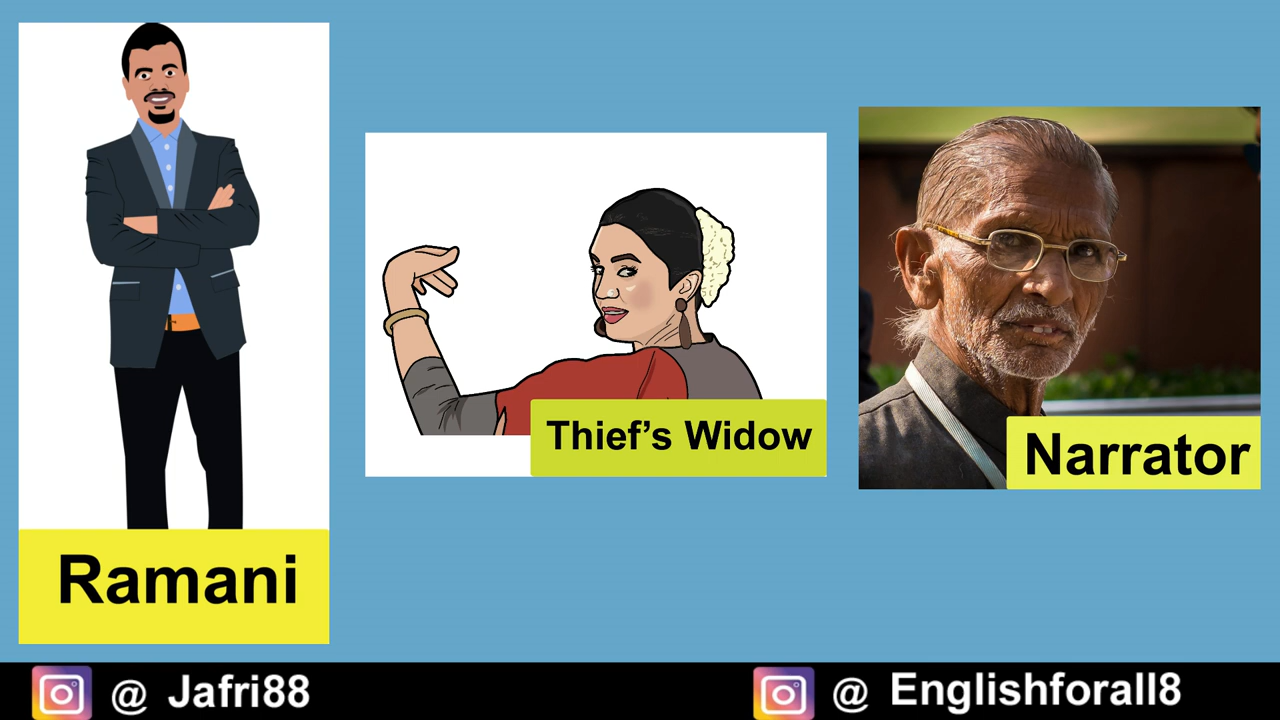 Ramani
Thief's Widow
Narrator
@ Jafri88
@ Englishforall8